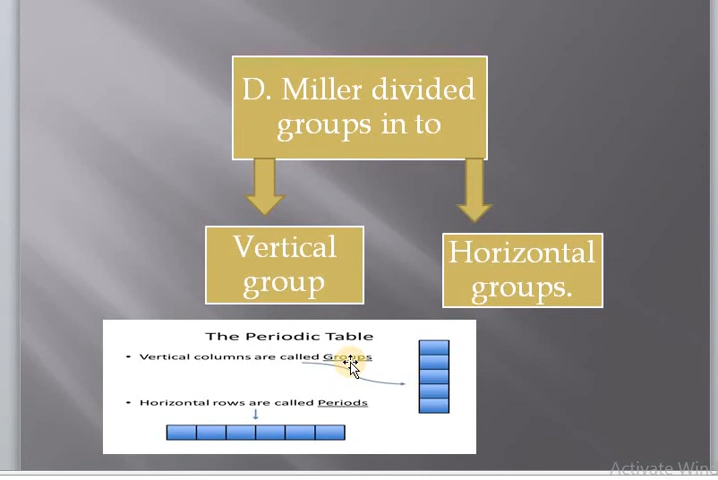 D. Miller divided
groups in to
Vertical
group
Horizontal
groups.
The Periodic Table
• Vertical columns are called Groups
• Horizontal rows are called Periods
Activate Wind